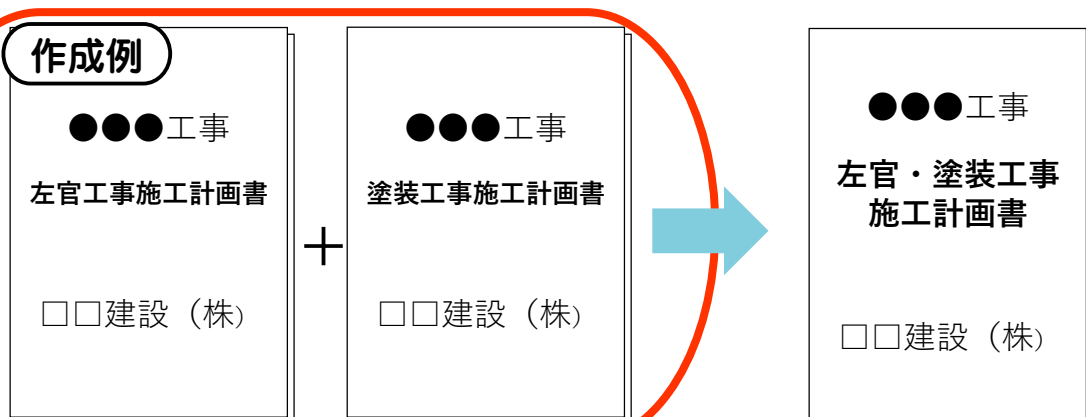 作成例
●●●工事
左官工事施工計画書
□□建設（株）
＋
●●●工事
塗装工事施工計画書
□□建設（株）
●●●工事
左官・塗装工事
施工計画書
□□建設（株）